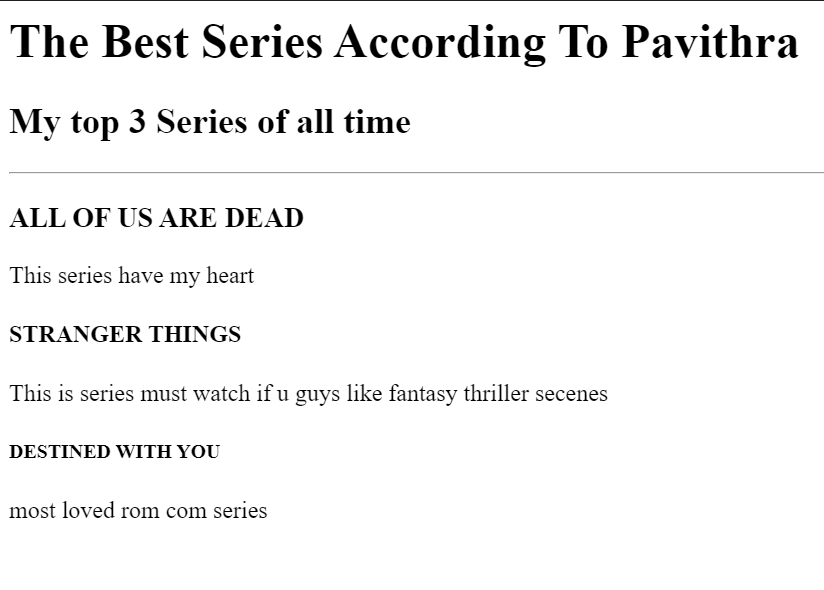 The Best Series According To Pavithra
My top 3 Series of all time
ALL OF US ARE DEAD
This series have my heart
STRANGER THINGS
This is series must watch if u guys like fantasy thriller secenes
DESTINED WITH YOU
most loved rom com series